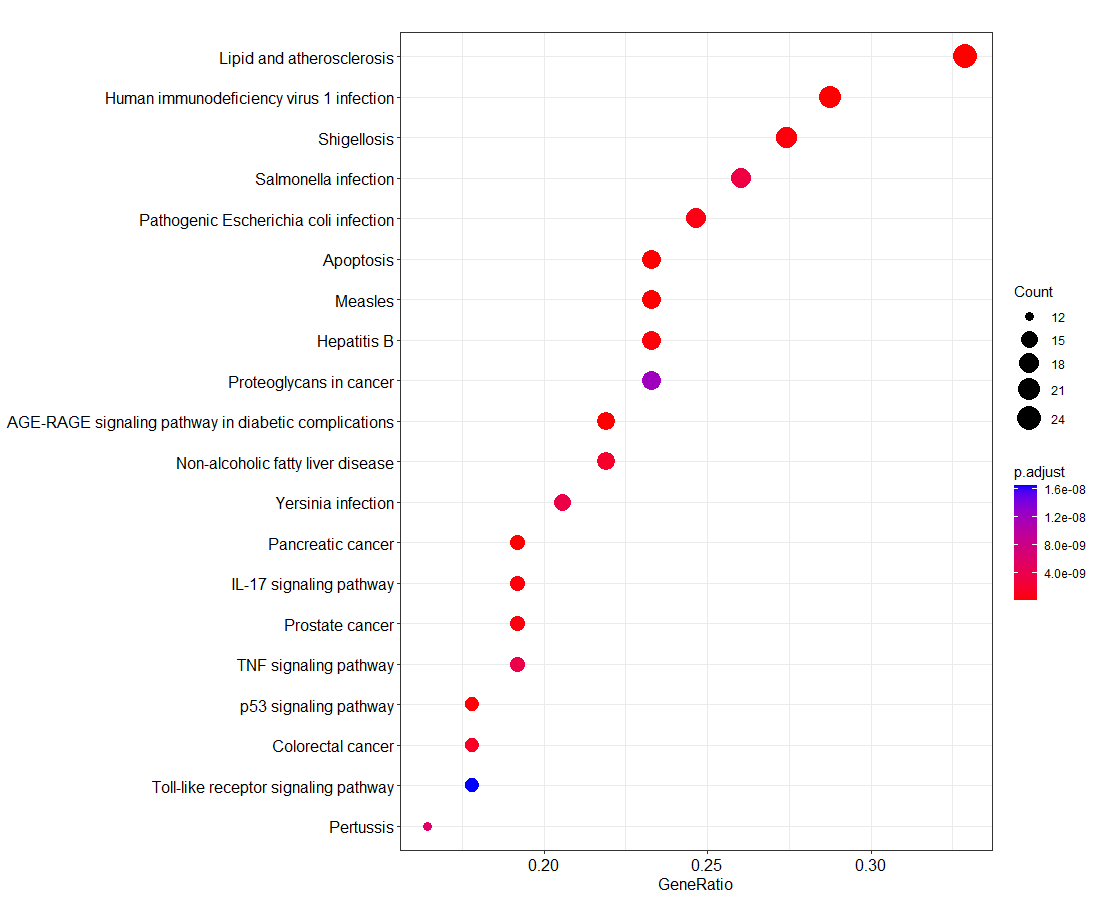 Lipid and atherosclerosis
Human immunodeficiency virus 1 infection
Shigellosis
Salmonella infection
Pathogenic Escherichia coli infection
Apoptosis
Measles
Hepatitis B
Proteoglycans in cancer
AGE-RAGE signaling pathway in diabetic complications
Non-alcoholic fatty liver disease
Yersinia infection
Pancreatic cancer
IL-17 signaling pathway
Prostate cancer
TNF signaling pathway
p53 signaling pathway
Colorectal cancer
Toll-like receptor signaling pathway
Pertussis
0.20 0.25 0.30
GeneRatio
Count
12
15
18
21
24
p.adjust
1.6e-08
1.2e-08
8.0e-09
4.0e-09